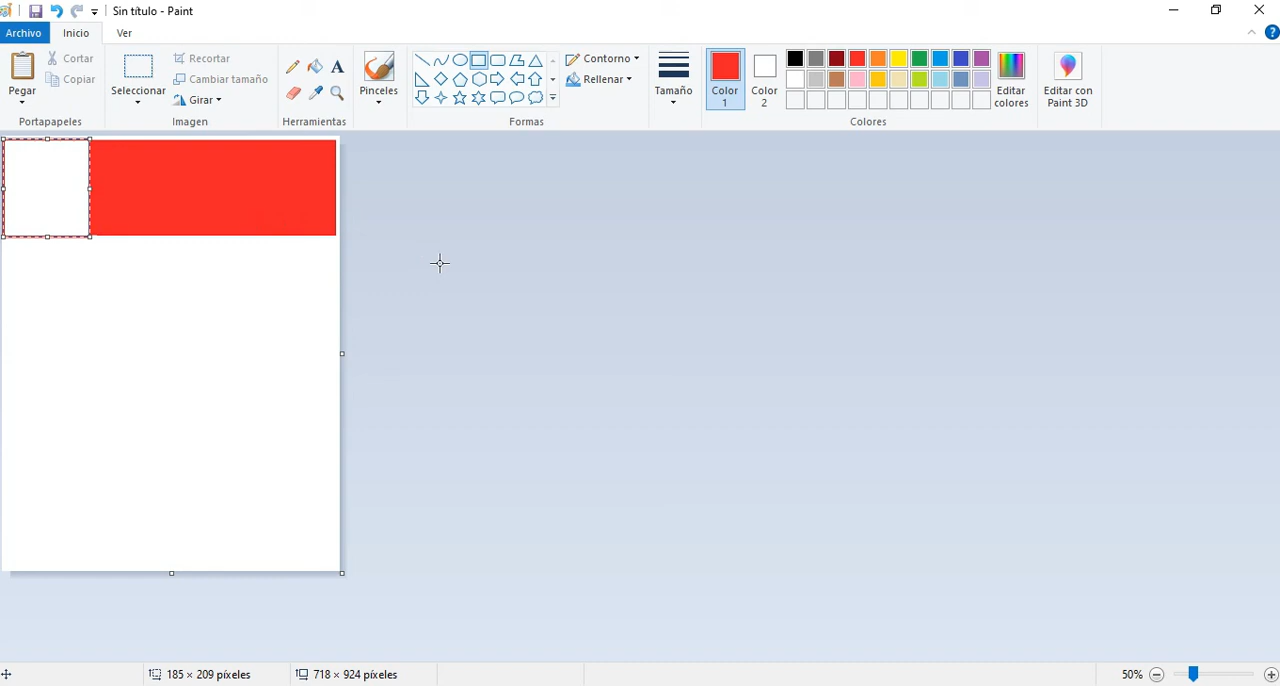 Sin título - Paint
Archivo Inicio Ver
Pegar
Cortar
Copiar
Portapapeles
Seleccionar
Recortar
Cambiar tamaño
Girar
Imagen
A
Herramientas
Pinceles
Contorno
Rellenar
Formas
Tamaño
Color 1
Color 2
Editar colores
Colores
Editar con Paint 3D
?
185 × 209 píxeles
718 × 924 píxeles
50%